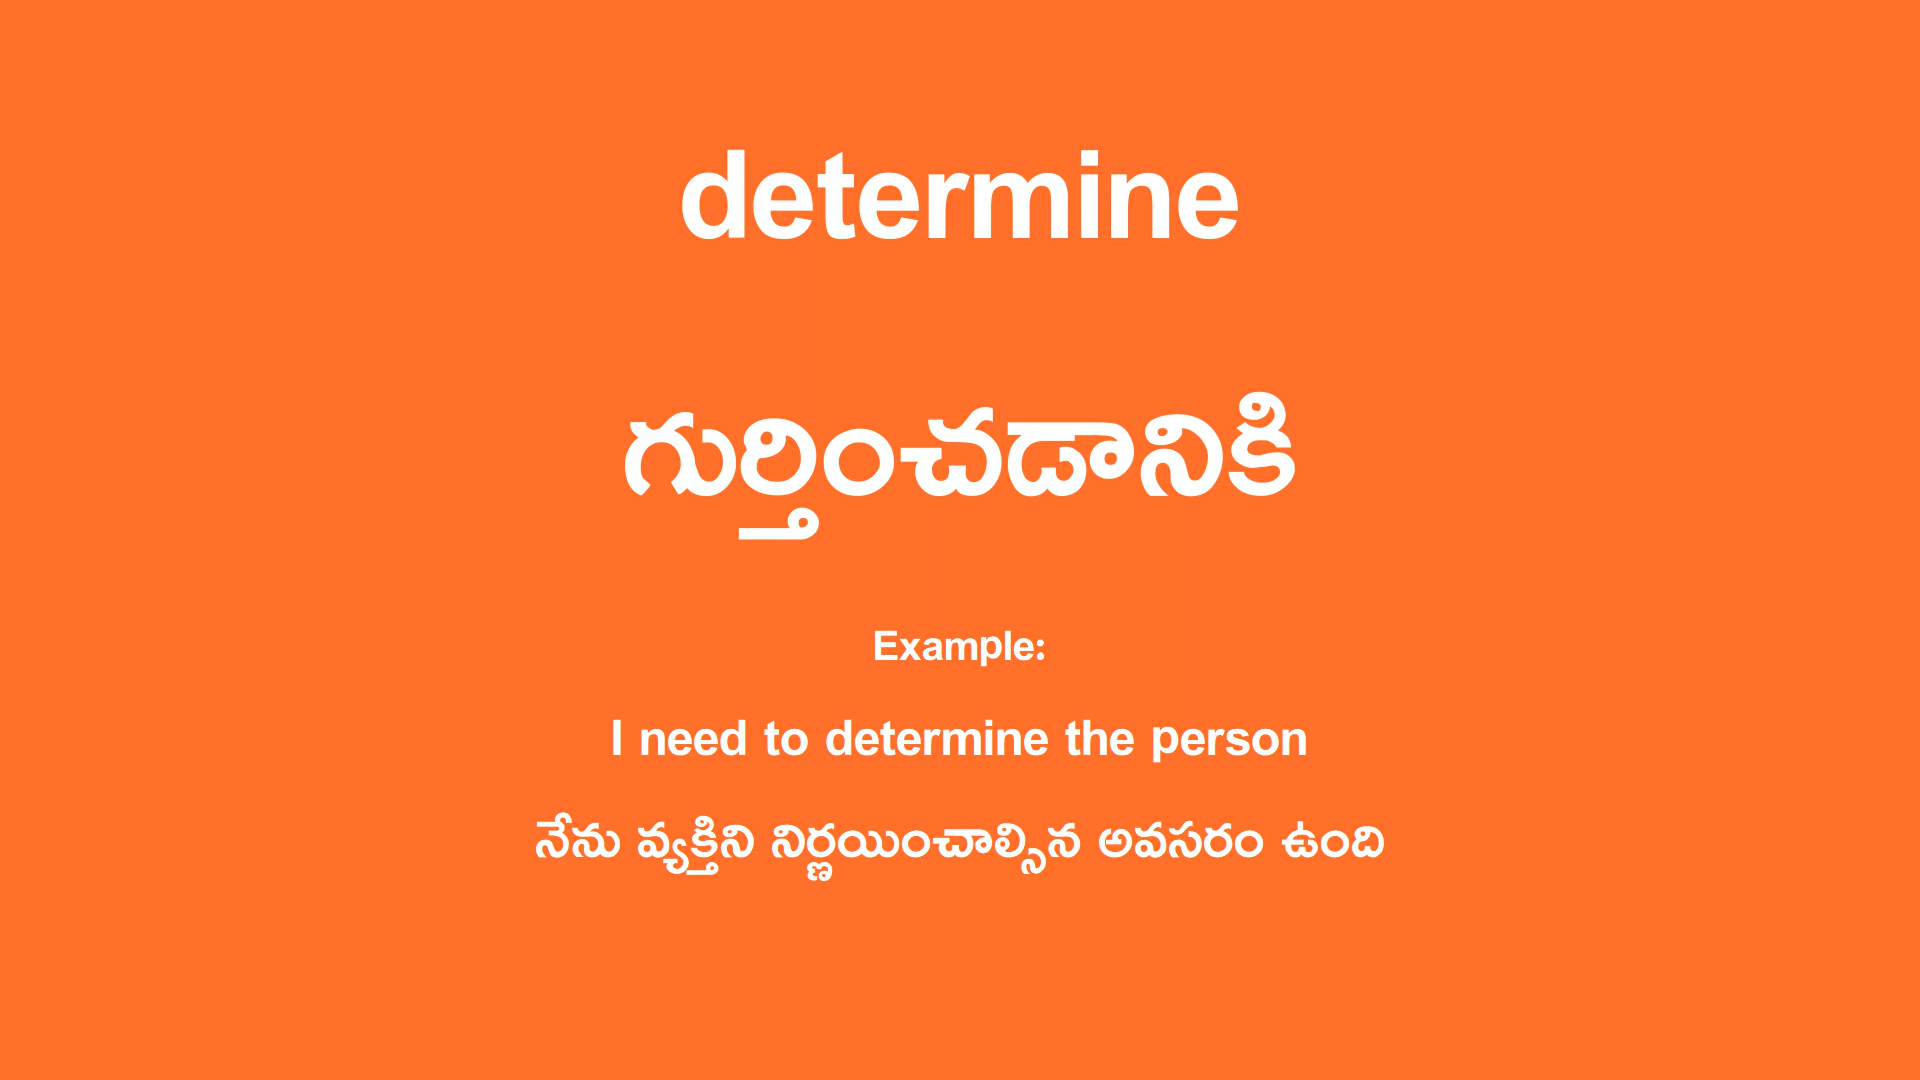 determine
గుర్తించడానికి
Example:
I need to determine the person
నేను వ్యక్తిని నిర్ణయించాల్సిన అవసరం ఉంది